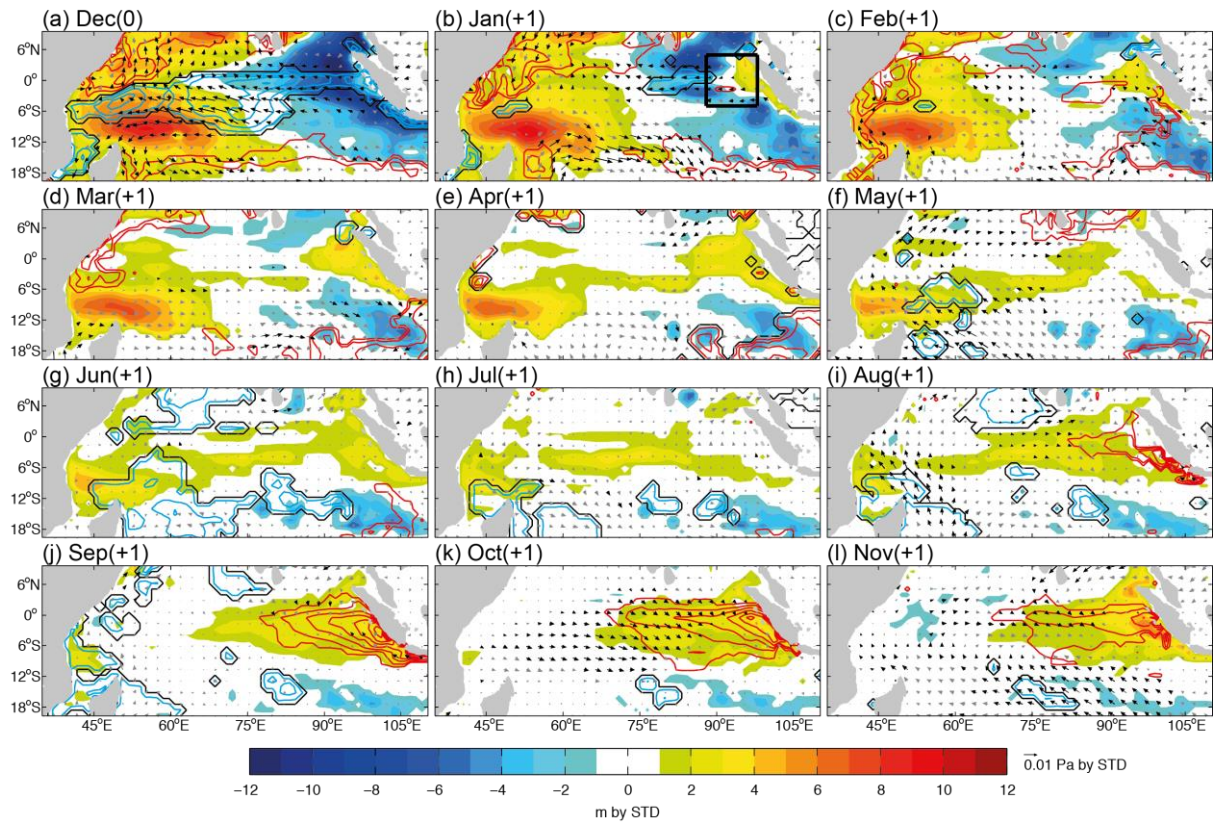 (a) Dec(0) (b) Jan(+1) (c) Feb(+1)
6°N
0°
6°S
12°S
18°S
(d) Mar(+1) (e) Apr(+1) (f) May(+1)
6°N
0°
6°S
12°S
18°S
(g) Jun(+1) (h) Jul(+1) (i) Aug(+1)
6°N
0°
6°S
12°S
18°S
(j) Sep(+1) (k) Oct(+1) (l) Nov(+1)
6°N
0°
6°S
12°S
18°S
45°E 60°E 75°E 90°E 105°E 45°E 60°E 75°E 90°E 105°E 45°E 60°E 75°E 90°E 105°E
0.01 Pa by STD
−12 −10 −8 −6 −4 −2 0 2 4 6 8 10 12
m by STD